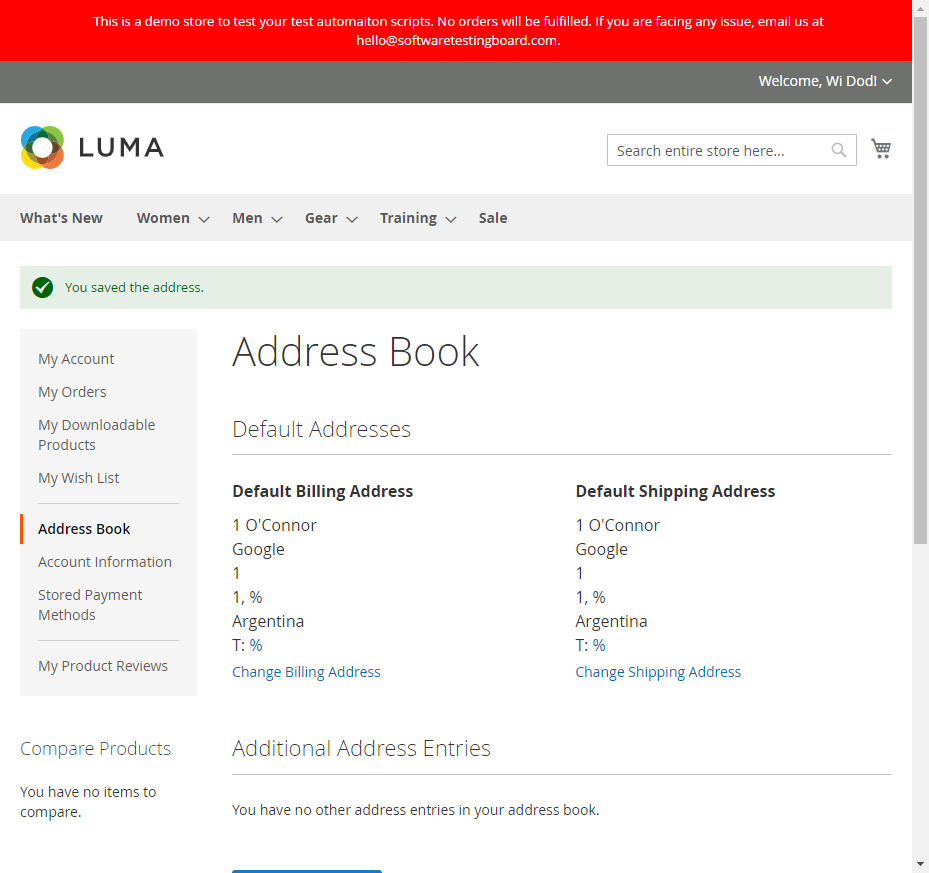 This is a demo store to test your test automaiton scripts. No orders will be fulfilled. If you are facing any issue, email us at
hello@softwaretestingboard.com.
Welcome, Wi Dod!
LUMA
Search entire store here...
What's New Women Men Gear Training Sale
You saved the address.
My Account
My Orders
My Downloadable
Products
My Wish List
Address Book
Account Information
Stored Payment
Methods
My Product Reviews
Compare Products
You have no items to
compare.
Address Book
Default Addresses
Default Billing Address
1 O'Connor
Google
1
1, %
Argentina
T: %
Change Billing Address
Default Shipping Address
1 O'Connor
Google
1
1, %
Argentina
T: %
Change Shipping Address
Additional Address Entries
You have no other address entries in your address book.